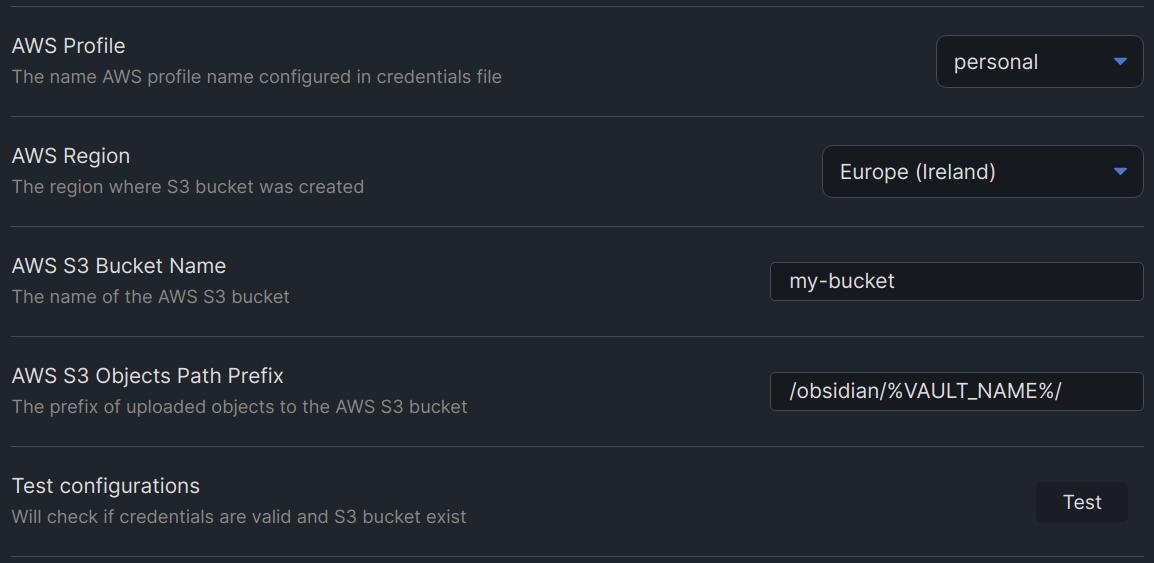 AWS Profile
The name AWS profile name configured in credentials file
personal
AWS Region
The region where S3 bucket was created
Europe (Ireland)
AWS S3 Bucket Name
The name of the AWS S3 bucket
my-bucket
AWS S3 Objects Path Prefix
The prefix of uploaded objects to the AWS S3 bucket
/obsidian/%VAULT_NAME%/
Test configurations
Will check if credentials are valid and S3 bucket exist
Test